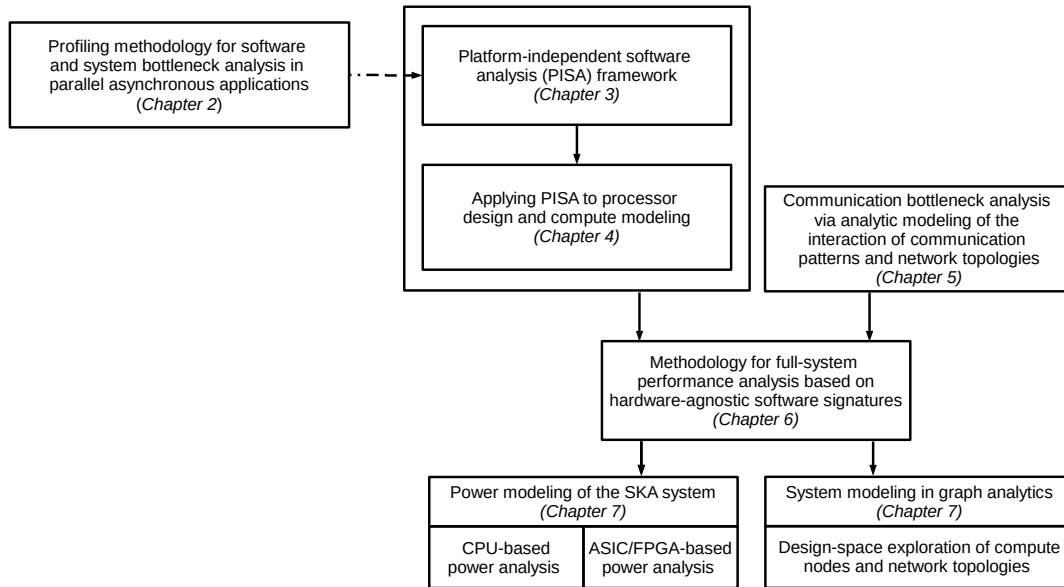 Profiling methodology for software
and system bottleneck analysis in
parallel asynchronous applications
(Chapter 2)
Platform-independent software
analysis (PISA) framework
(Chapter 3)
Applying PISA to processor
design and compute modeling
(Chapter 4)
Communication bottleneck analysis
via analytic modeling of the
interaction of communication
patterns and network topologies
(Chapter 5)
Methodology for full-system
performance analysis based on
hardware-agnostic software signatures
(Chapter 6)
Power modeling of the SKA system
(Chapter 7)
CPU-based
power analysis
ASIC/FPGA-based
power analysis
System modeling in graph analytics
(Chapter 7)
Design-space exploration of compute
nodes and network topologies